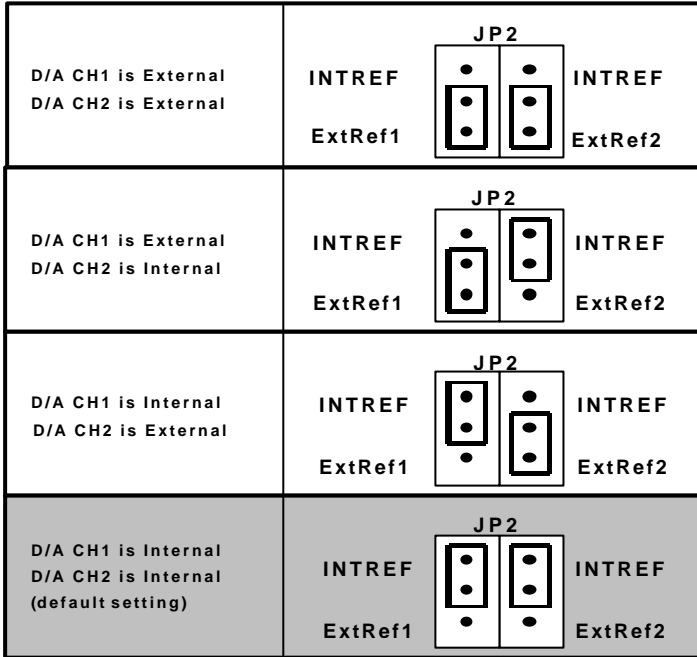 D/A CH1 is External
D/A CH2 is External
JP2
INTREF INTREF
ExtRef1 ExtRef2
D/A CH1 is External
D/A CH2 is Internal
JP2
INTREF INTREF
ExtRef1 ExtRef2
D/A CH1 is Internal
D/A CH2 is External
JP2
INTREF INTREF
ExtRef1 ExtRef2
D/A CH1 is Internal
D/A CH2 is Internal
(default setting)
JP2
INTREF INTREF
ExtRef1 ExtRef2